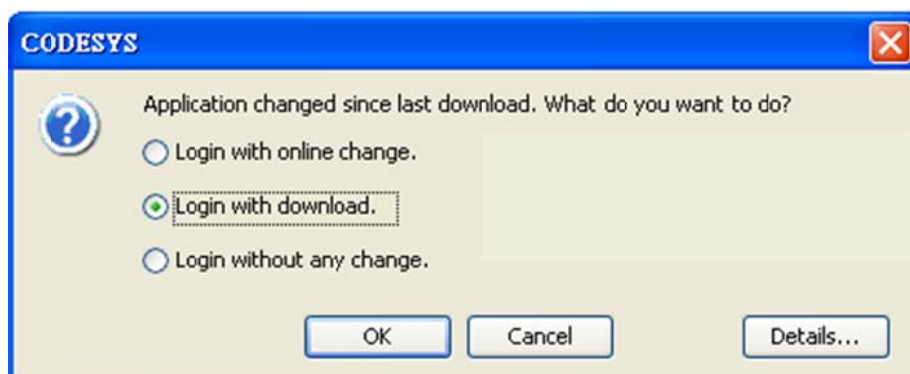 CODESYS
Application changed since last download. What do you want to do?
Login with online change.
Login with download.
Login without any change.
OK Cancel Details...